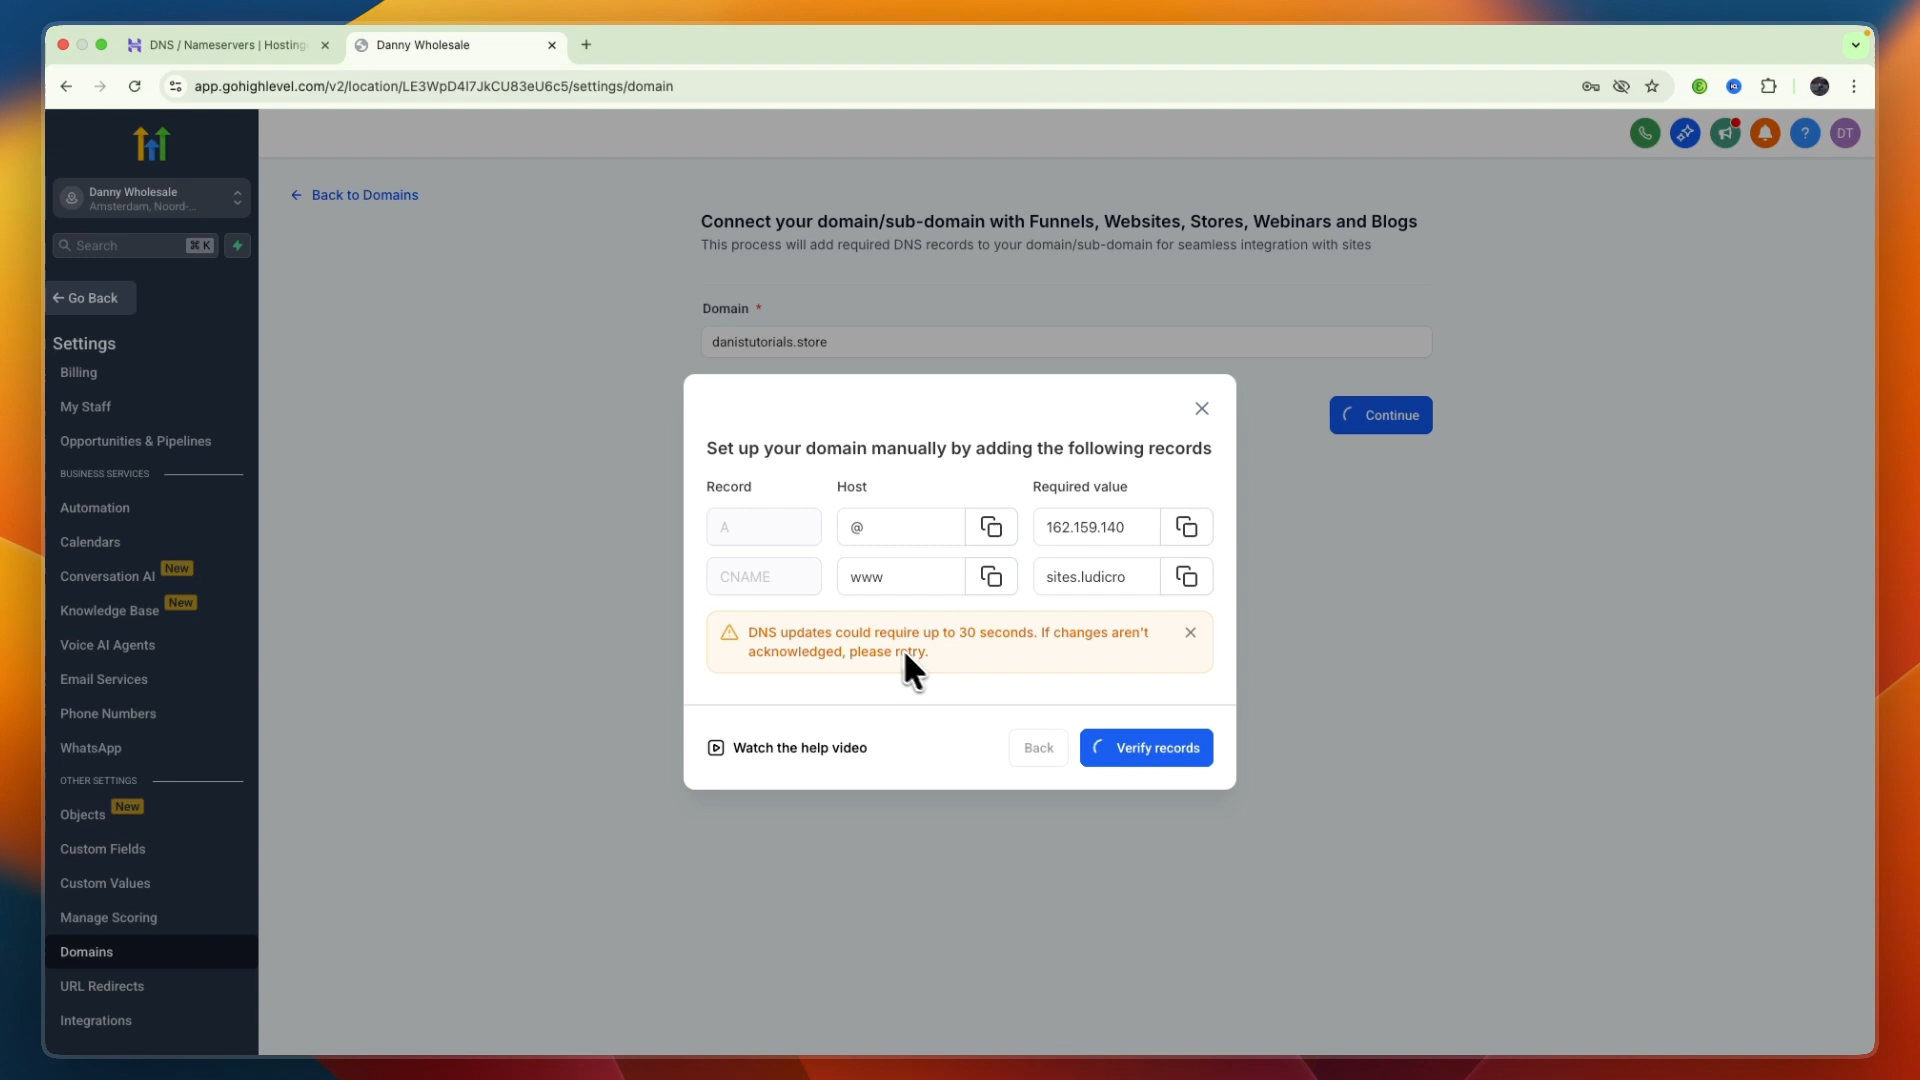 DNS / Nameservers | Hosting
Danny Wholesale
app.gohighlevel.com/v2/location/LE3WpD4I7JkCU83eU6c5/settings/domain
DT
Danny Wholesale
Amsterdam, Noord-...
Search
⌘ K
Go Back
Settings
Billing
My Staff
Opportunities & Pipelines
BUSINESS SERVICES
Automation
Calendars
Conversation AI New
Knowledge Base New
Voice AI Agents
Email Services
Phone Numbers
WhatsApp
OTHER SETTINGS
Objects New
Custom Fields
Custom Values
Manage Scoring
Domains
URL Redirects
Integrations
Back to Domains
Connect your domain/sub-domain with Funnels, Websites, Stores, Webinars and Blogs
This process will add required DNS records to your domain/sub-domain for seamless integration with sites
Domain *
danistutorials.store
Continue
Set up your domain manually by adding the following records
Record Host Required value
A @ 162.159.140
CNAME www sites.ludicro
DNS updates could require up to 30 seconds. If changes aren't
acknowledged, please retry.
Watch the help video
Back
Verify records